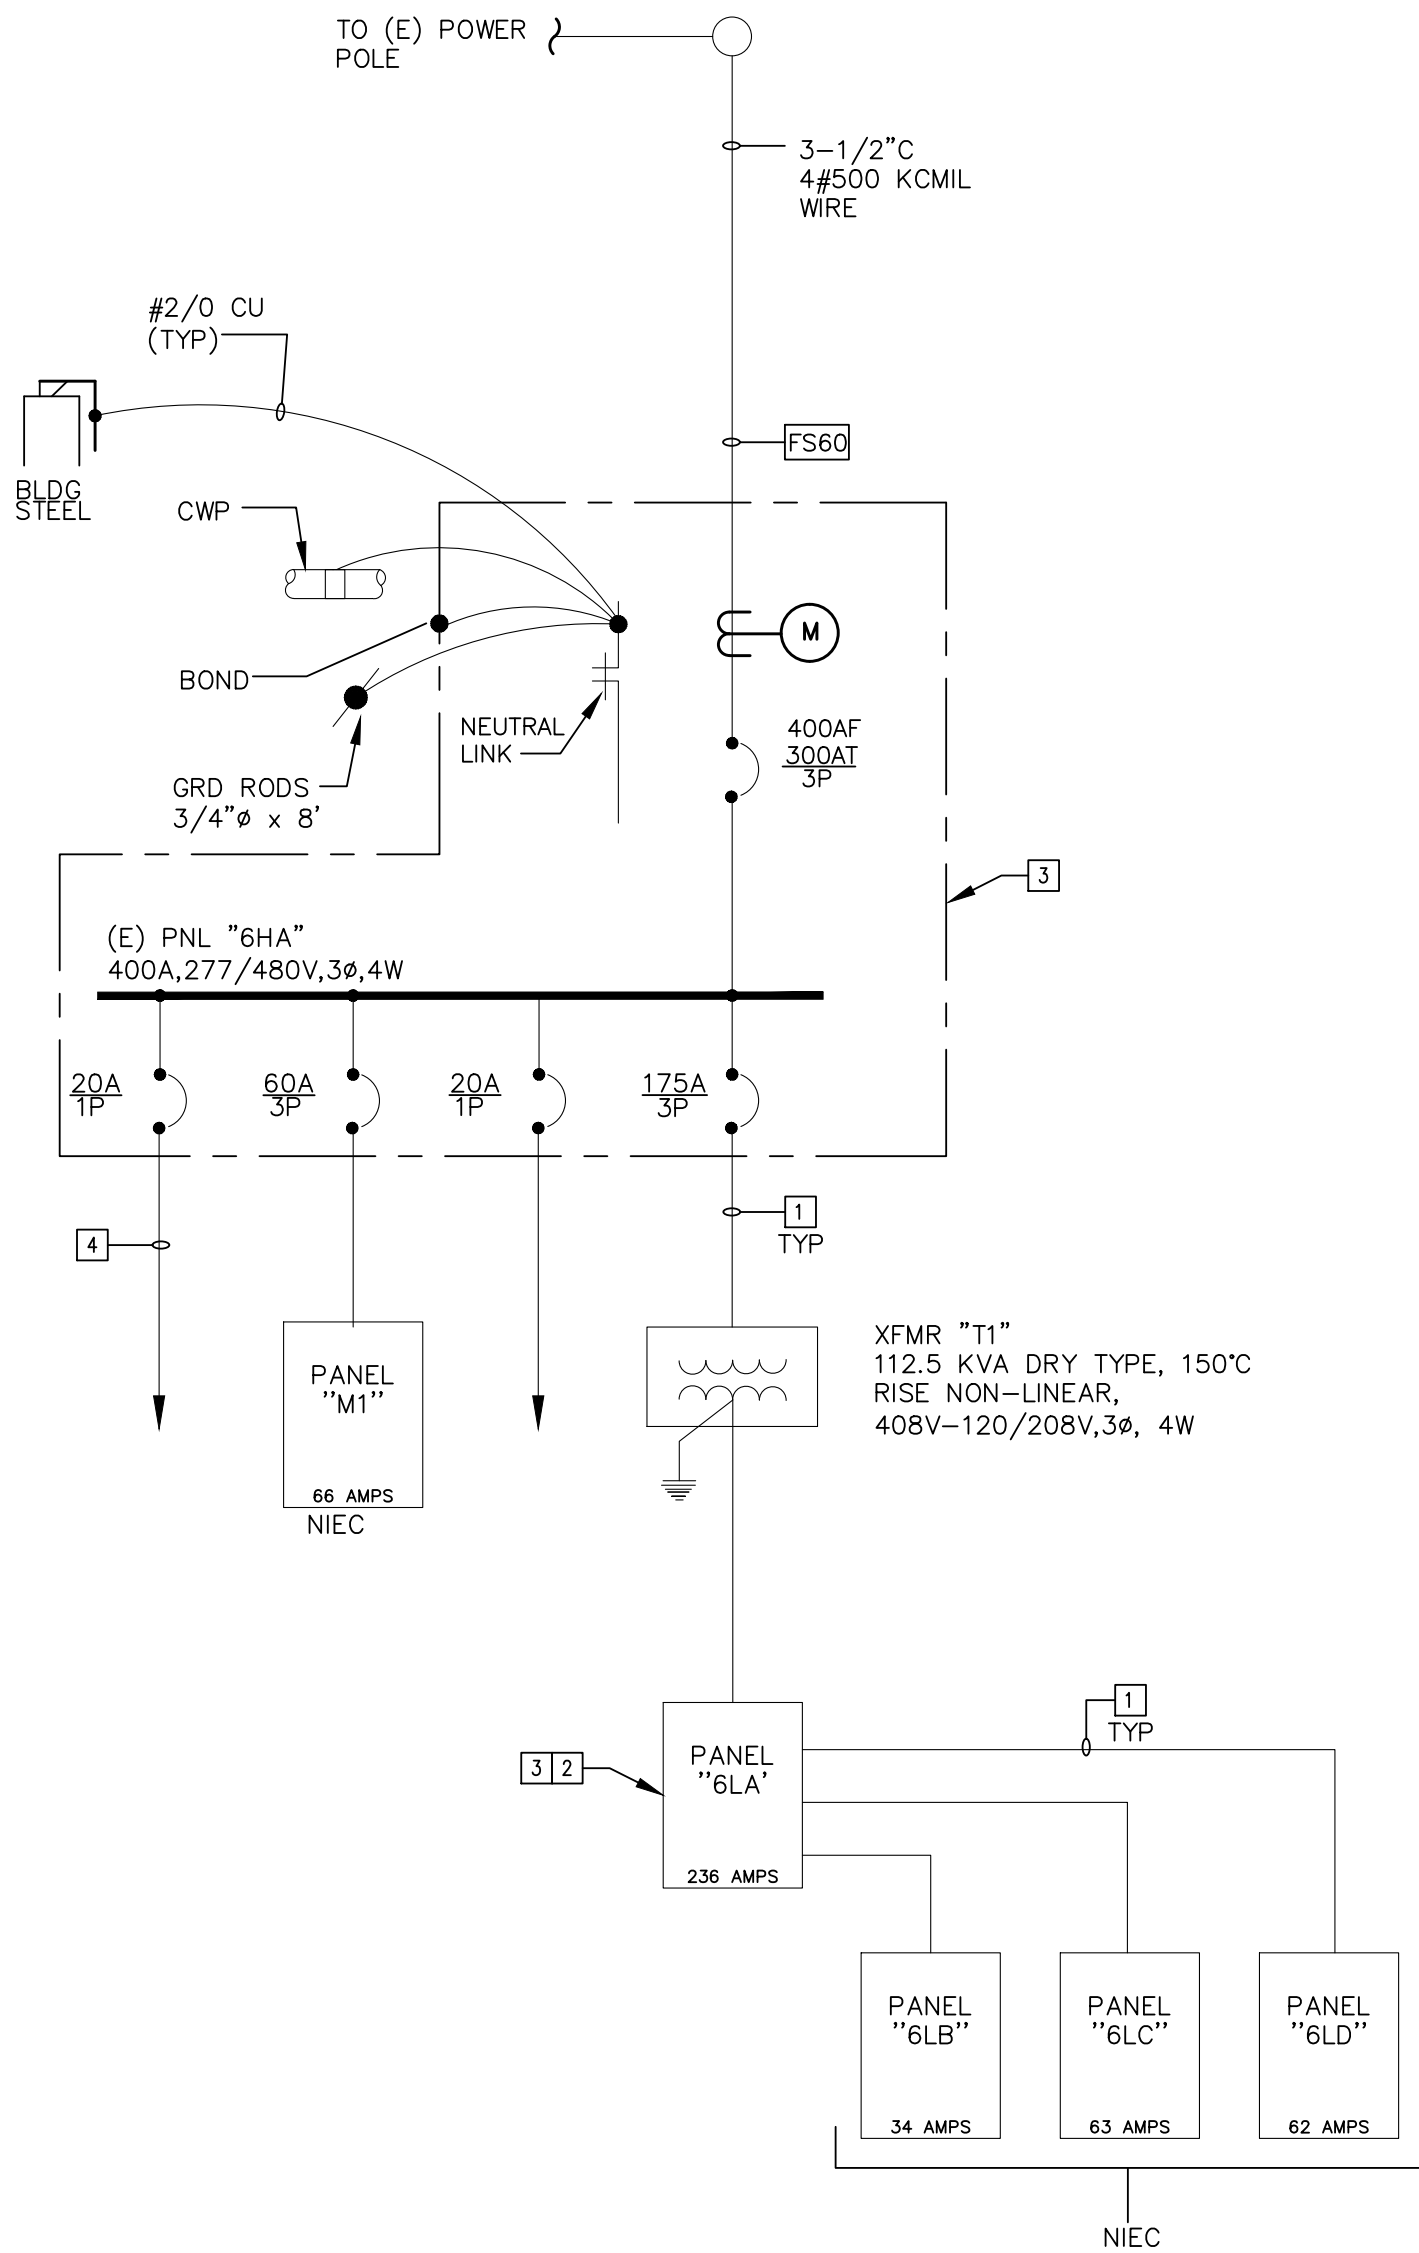 TO (E) POWER
POLE
3-1/2"C
4#500 KCMIL
WIRE
#2/0 CU
(TYP)
FS60
BLDG
STEEL
CWP
M
BOND
NEUTRAL
LINK
400AF
300AT
3P
GRD RODS
3/4"ø x 8'
3
(E) PNL "6HA"
400A,277/480V,3ø,4W
20A
1P
60A
3P
20A
1P
175A
3P
1
TYP
4
PANEL
"M1"
66 AMPS
NIEC
XFMR "T1"
112.5 KVA DRY TYPE, 150°C
RISE NON-LINEAR,
408V-120/208V,3ø, 4W
1
TYP
3 2
PANEL
"6LA'
236 AMPS
PANEL
"6LB"
34 AMPS
PANEL
"6LC"
63 AMPS
PANEL
"6LD"
62 AMPS
NIEC